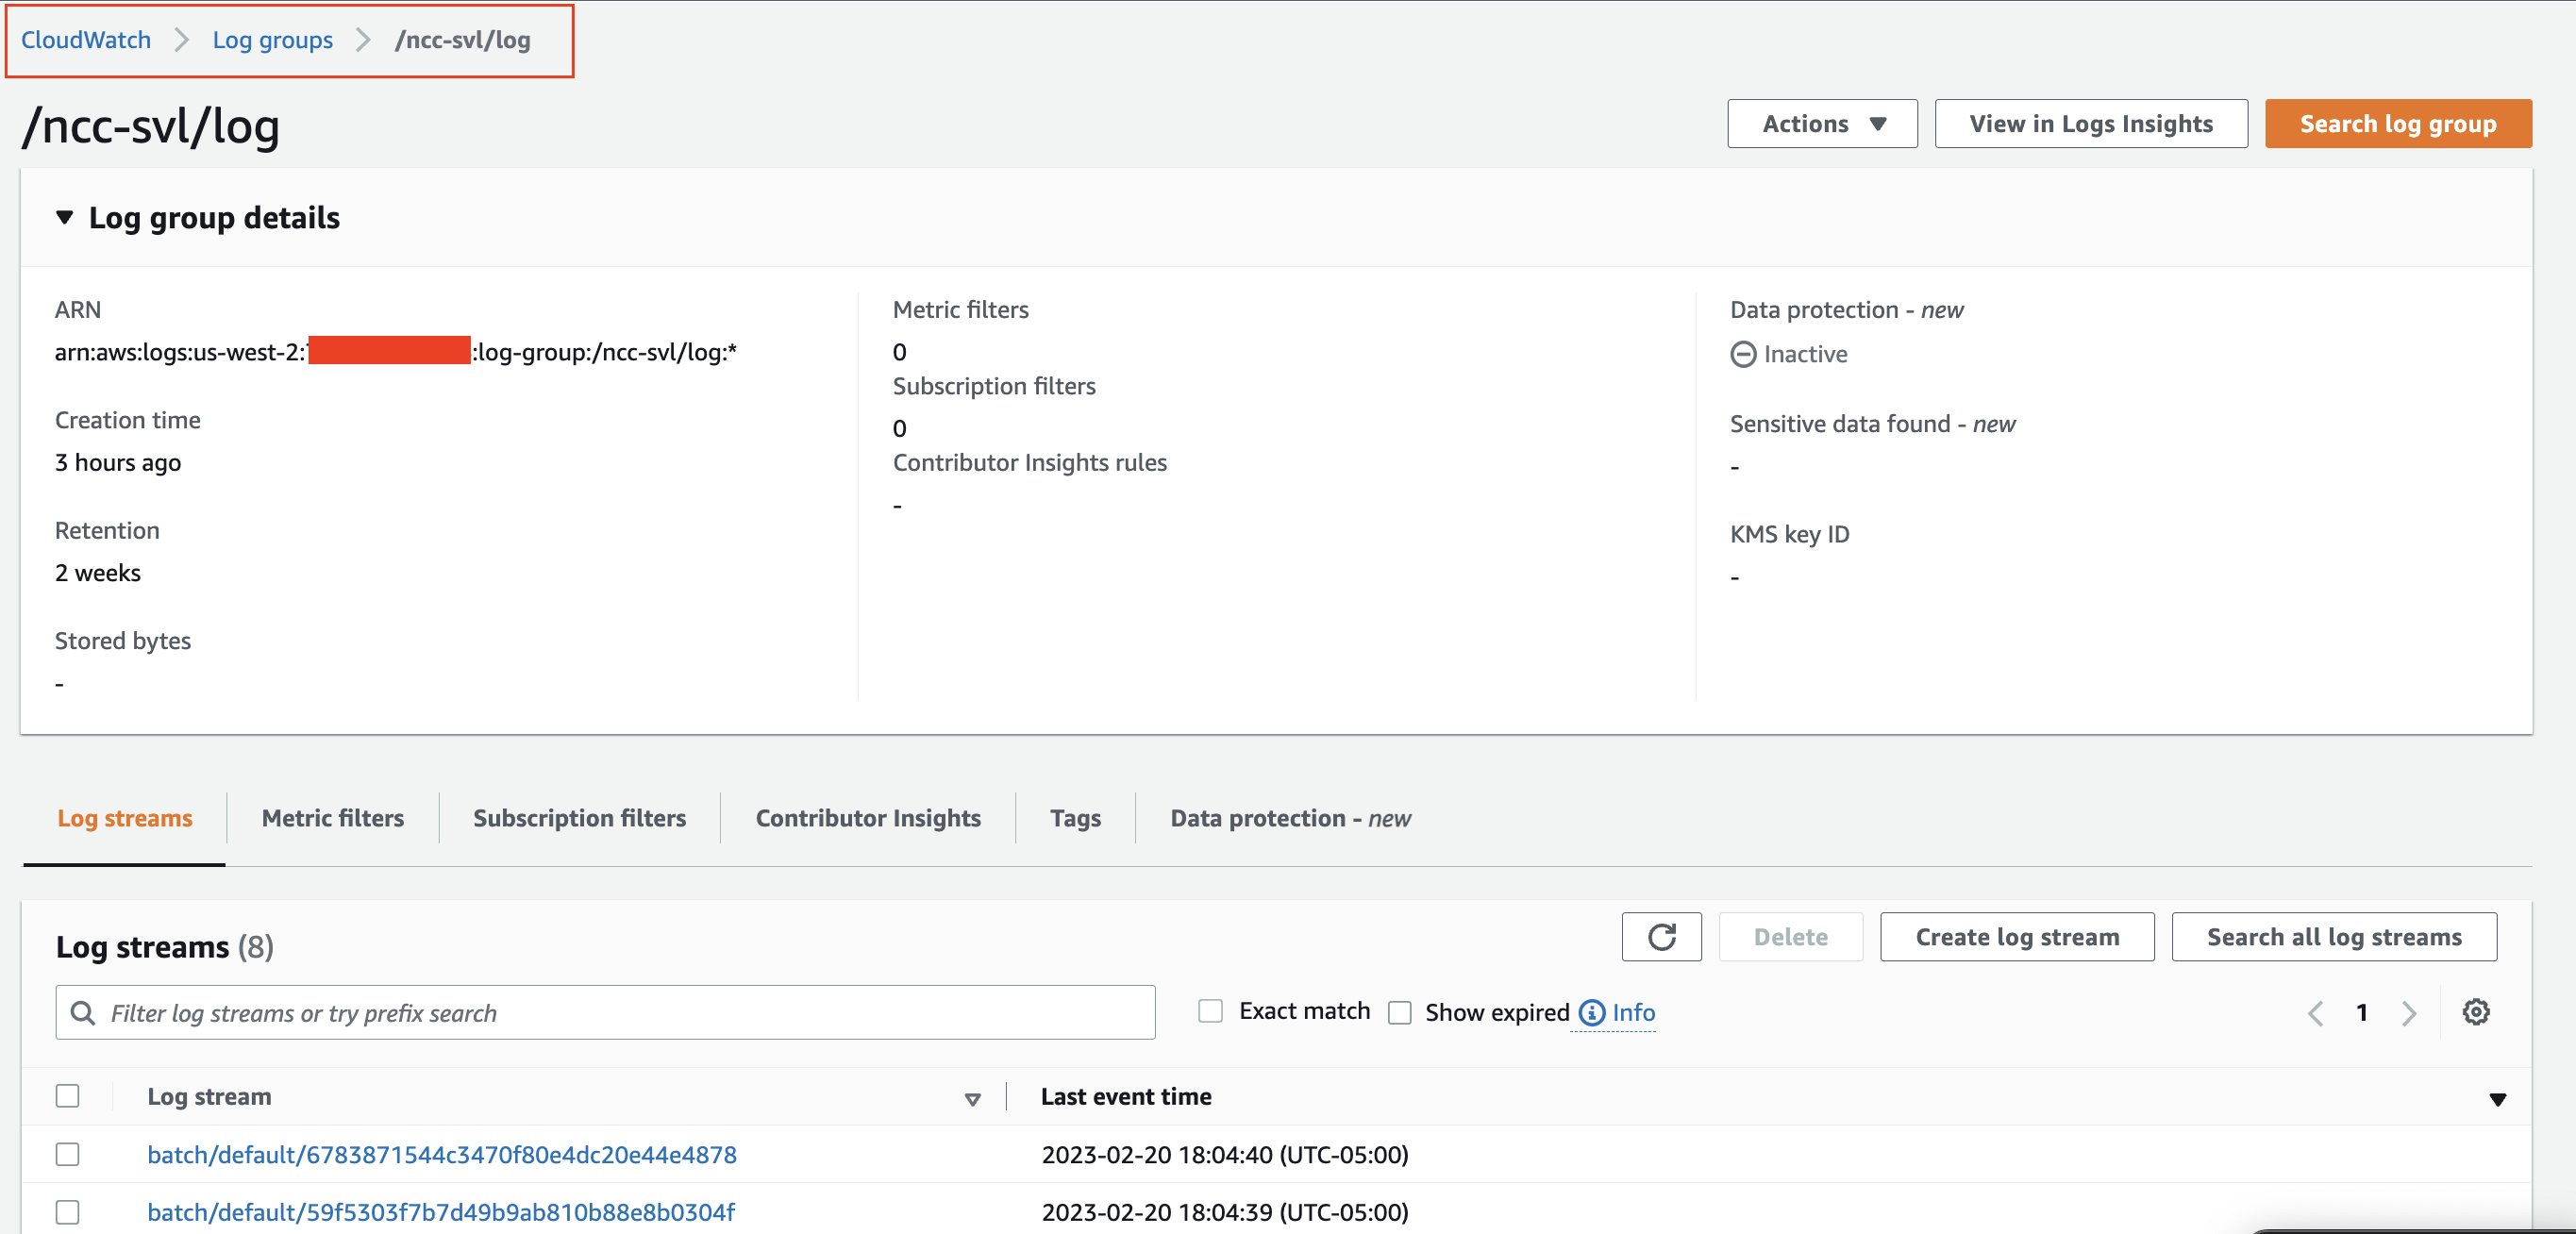 CloudWatch > Log groups > /ncc-svl/log
/ncc-svl/log
Actions ▼ View in Logs Insights Search log group
▼ Log group details
ARN
arn:aws:logs:us-west-2: :log-group:/ncc-svl/log:*
Creation time
3 hours ago
Retention
2 weeks
Stored bytes
-
Metric filters
0
Subscription filters
0
Contributor Insights rules
-
Data protection - new
Inactive
Sensitive data found - new
-
KMS key ID
-
Log streams Metric filters Subscription filters Contributor Insights Tags Data protection - new
Log streams (8)
Delete Create log stream Search all log streams
Filter log streams or try prefix search Exact match Show expired Info 1
Log stream Last event time
batch/default/6783871544c3470f80e4dc20e44e4878 2023-02-20 18:04:40 (UTC-05:00)
batch/default/59f5303f7b7d49b9ab810b88e8b0304f 2023-02-20 18:04:39 (UTC-05:00)